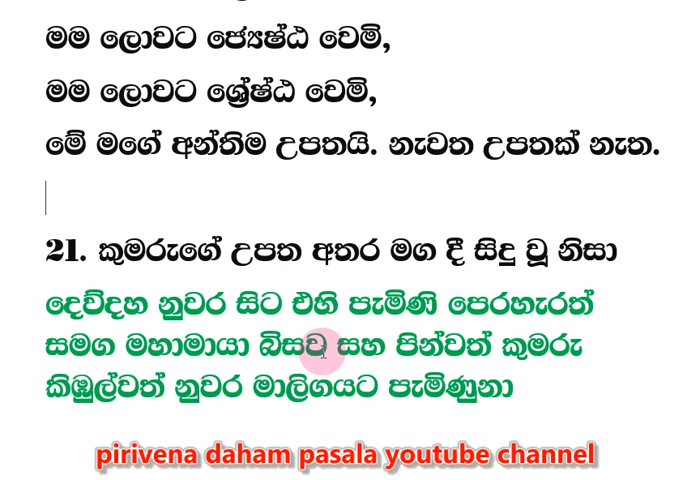 මම ලොවට ජ්‍යෙෂ්ඨ වෙමි,
මම ලොවට ශ්‍රේෂ්ඨ වෙමි,
මේ මගේ අන්තිම උපතයි. නැවත උපතක් නැත.
21. කුමරුගේ උපත අතර මග දී සිදු වූ නිසා
දෙව්දහ නුවර සිට එහි පැමිණි පෙරහැරත්
සමග මහාමායා බිසව සහ පින්වත් කුමරු
කිඹුල්වත් නුවර මාලිගයට පැමිණුනා
pirivena daham pasala youtube channel